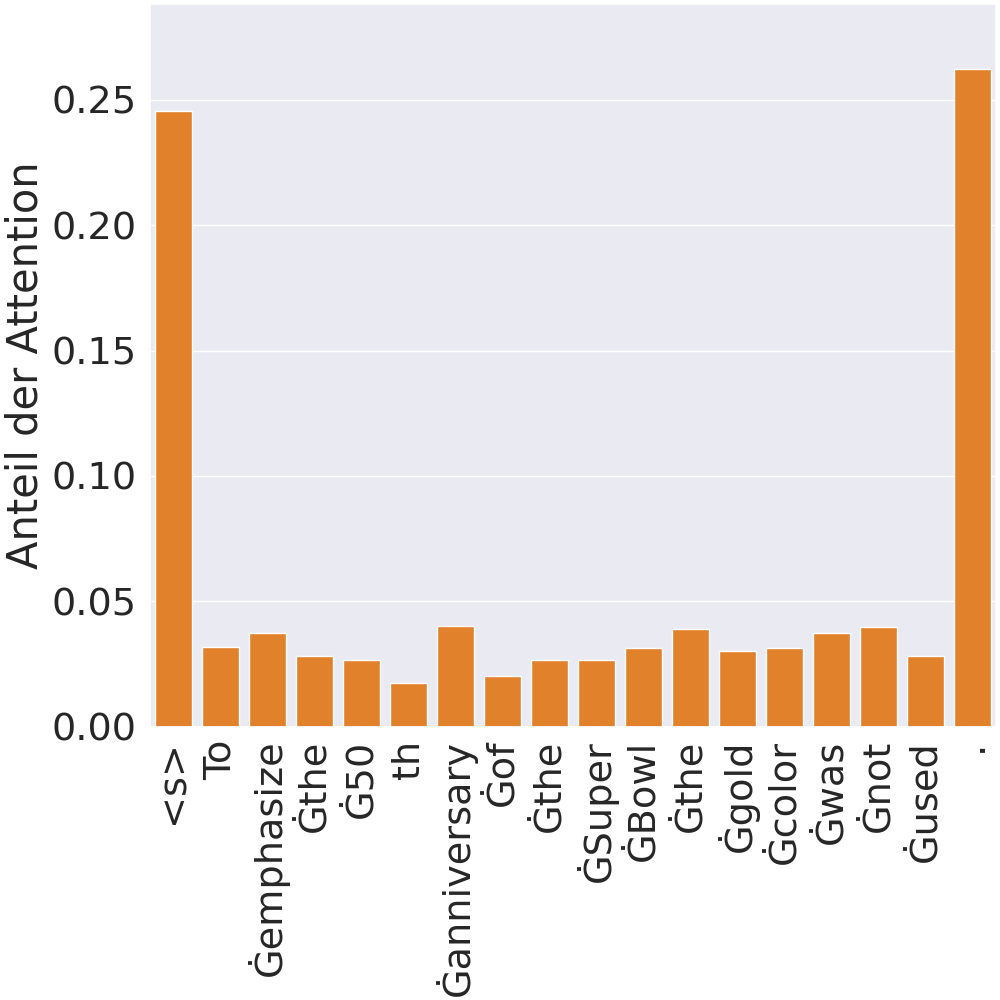 Anteil der Attention
0.25
0.20
0.15
0.10
0.05
0.00
<s>
To
Ġemphasize
Ġthe
Ġ50
th
Ġanniversary
Ġof
Ġthe
ĠSuper
ĠBowl
Ġthe
Ġgold
Ġcolor
Ġwas
Ġnot
Ġused
.